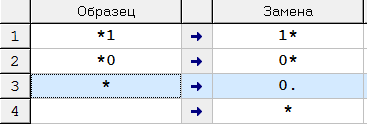 Образец Замена
1 *1 → 1*
2 *0 → 0*
3 * → 0.
4 → *